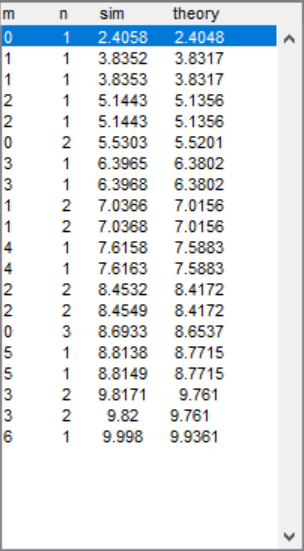 m n sim theory
0 1 2.4058 2.4048
1 1 3.8352 3.8317
1 1 3.8353 3.8317
2 1 5.1443 5.1356
2 1 5.1443 5.1356
0 2 5.5303 5.5201
3 1 6.3965 6.3802
3 1 6.3968 6.3802
1 2 7.0366 7.0156
1 2 7.0368 7.0156
4 1 7.6158 7.5883
4 1 7.6163 7.5883
2 2 8.4532 8.4172
2 2 8.4549 8.4172
0 3 8.6933 8.6537
5 1 8.8138 8.7715
5 1 8.8149 8.7715
3 2 9.8171 9.761
3 2 9.82 9.761
6 1 9.998 9.9361